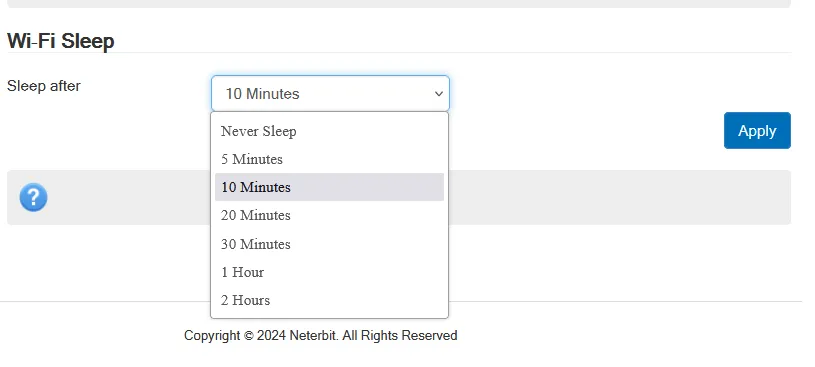 Wi-Fi Sleep
Sleep after
10 Minutes
Never Sleep
5 Minutes
10 Minutes
20 Minutes
30 Minutes
1 Hour
2 Hours
Apply
?
Copyright © 2024 Neterbit. All Rights Reserved